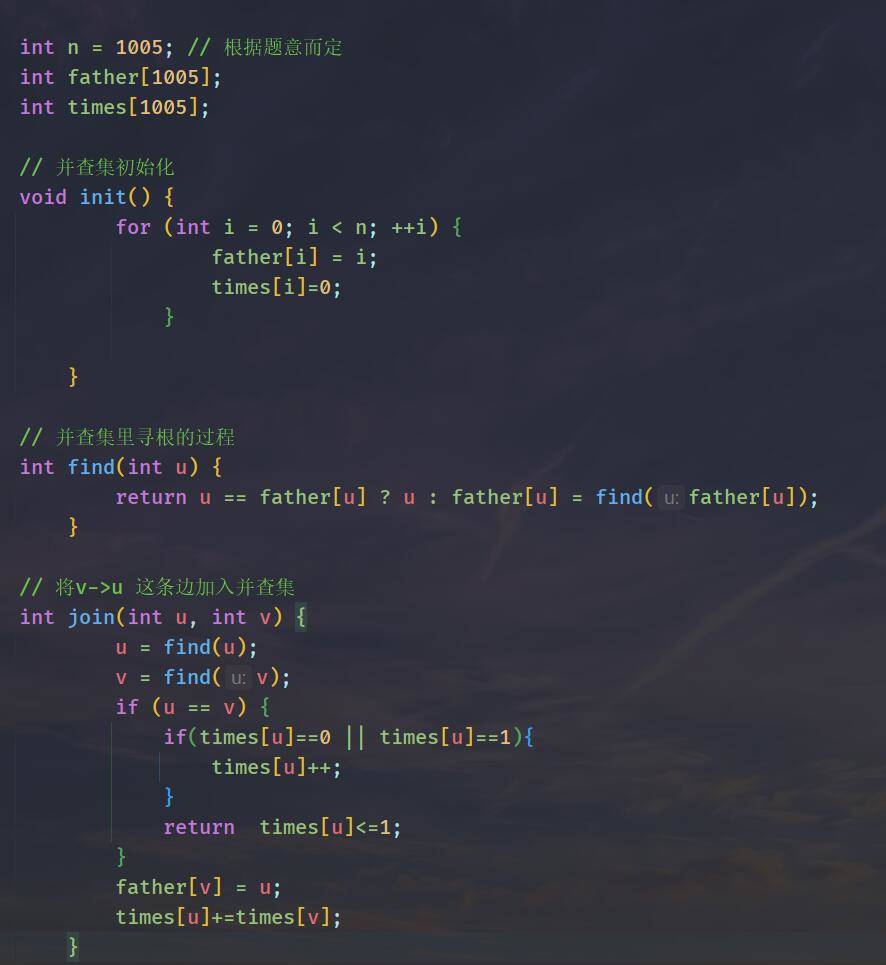 int n = 1005; // 根据题意而定
int father[1005];
int times[1005];
// 并查集初始化
void init() {
for (int i = 0; i < n; ++i) {
father[i] = i;
times[i]=0;
}
}
// 并查集里寻根的过程
int find(int u) {
return u == father[u] ? u : father[u] = find( u: father[u]);
}
// 将v->u 这条边加入并查集
int join(int u, int v) {
u = find(u);
v = find( u: v);
if (u == v) {
if(times[u]==0 || times[u]==1){
times[u]++;
}
return  times[u]<=1;
}
father[v] = u;
times[u]+=times[v];
}